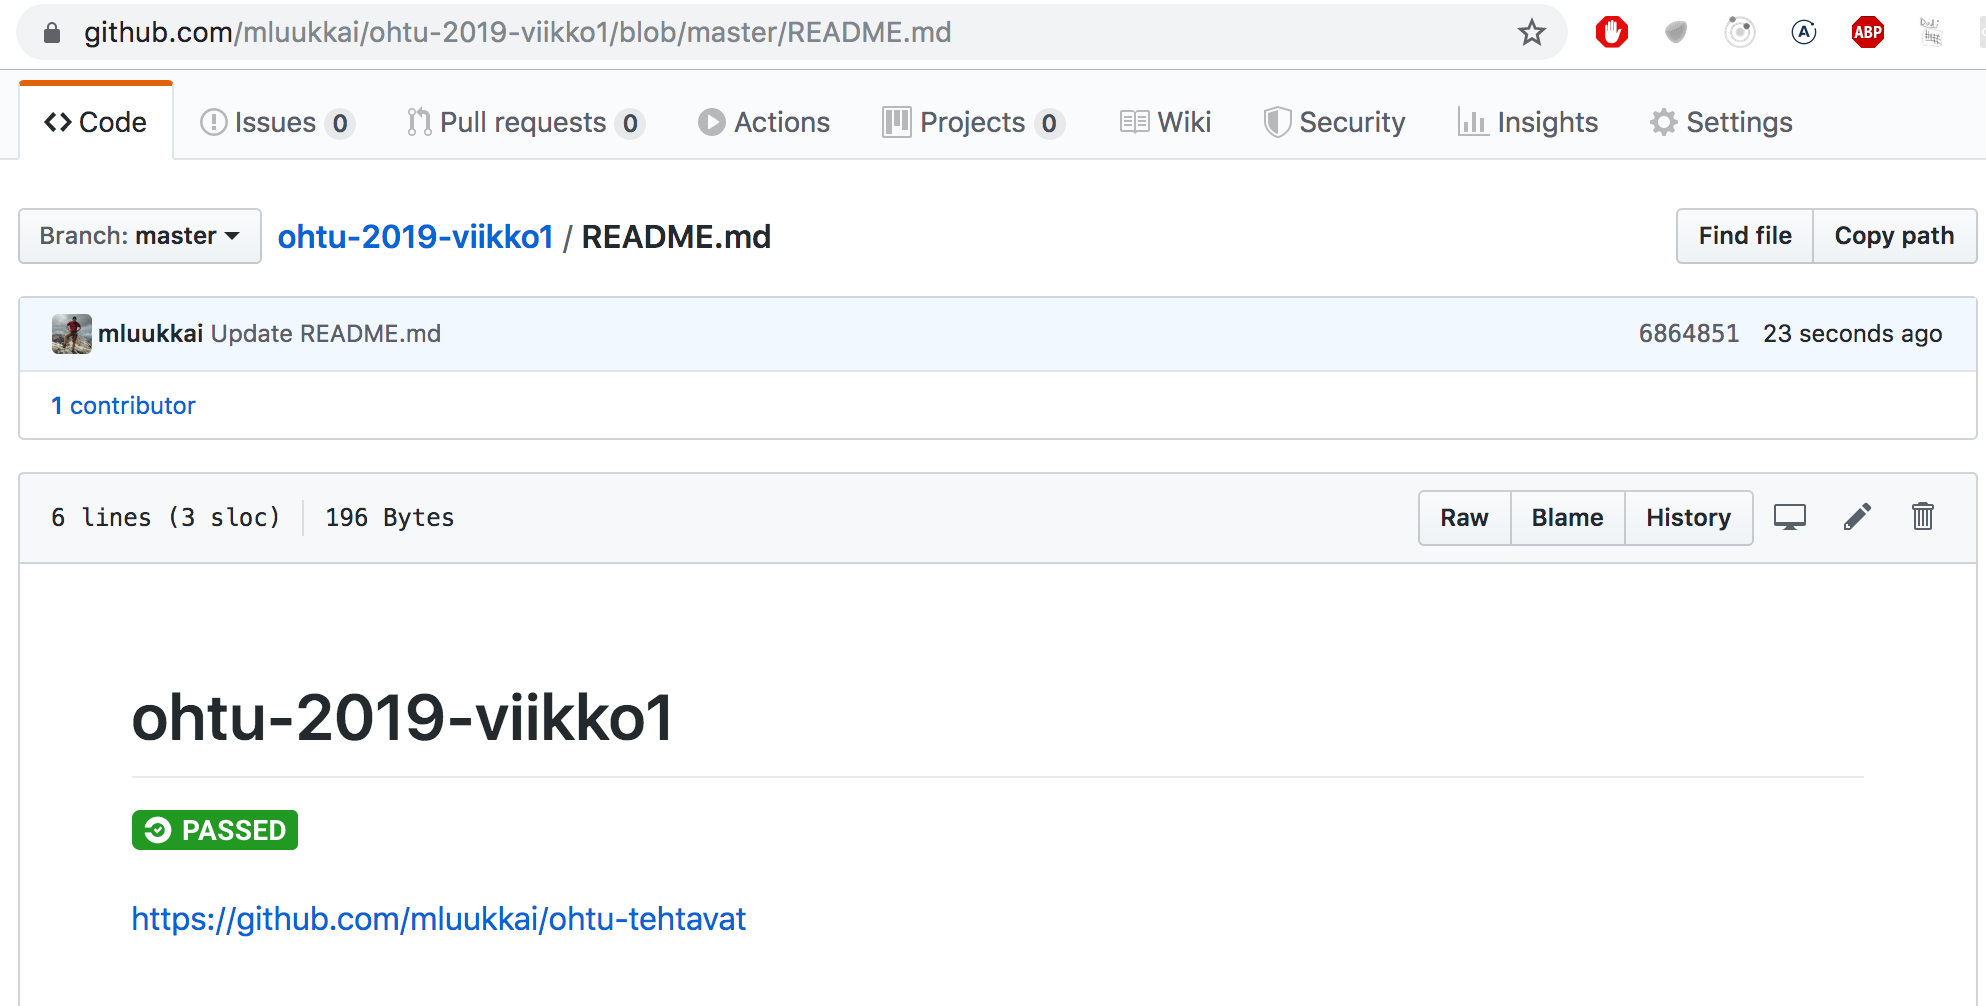 github.com/mluukkai/ohtu-2019-viikko1/blob/master/README.md ABP
Code Issues 0 Pull requests 0 Actions Projects 0 Wiki Security Insights Settings
Branch: master ohtu-2019-viikko1 / README.md Find file Copy path
mluukkai Update README.md 6864851 23 seconds ago
1 contributor
6 lines (3 sloc) 196 Bytes Raw Blame History
ohtu-2019-viikko1
PASSED
https://github.com/mluukkai/ohtu-tehtavat